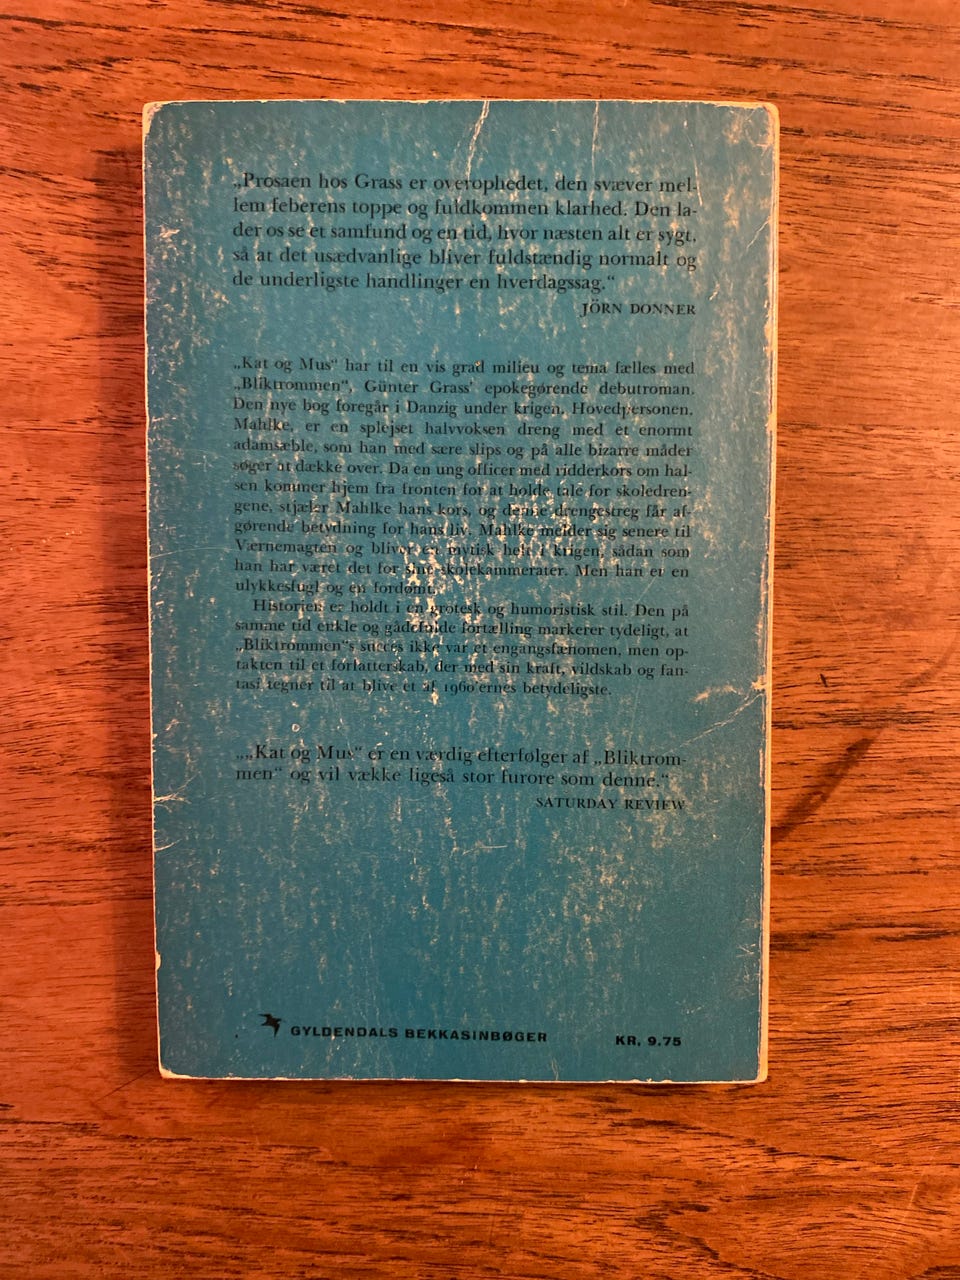 „Prosaen hos Grass er overophedet, den svæver mel-
lem feberens toppe og fuldkommen klarhed. Den la-
der os se et samfund og en tid, hvor næsten alt er sygt,
så at det usædvanlige bliver fuldstændig normalt og
de underligste handlinger en hverdagssag.“
JÖRN DONNER
„Kat og Mus“ har til en vis grad milieu og tema fælles med
„Bliktrommen“, Günter Grass’ epokegørende debutroman.
Den nye bog foregår i Danzig under krigen. Hovedpersonen,
Mahlke, er en splejset halvvoksen dreng med et enormt
adamsæble, som han med sære slips og på alle bizarre måder
søger at dække over. Da en ung officer med ridderkors om hal-
sen kommer hjem fra fronten for at holde tale for skoledren-
gene, stjæler Mahlke hans kors, og denne drengestreg får af-
gørende betydning for hans liv. Mahlke melder sig senere til
Værnemagten og bliver en mytisk helt i krigen, sådan som
han har været det for sine skolekammerater. Men han er en
ulykkesfugl og en fordømt.
Historien er holdt i en grotesk og humoristisk stil. Den på
samme tid enkle og gådefulde fortælling markerer tydeligt, at
„Bliktrommen“s succes ikke var et engangsfænomen, men op-
takten til et forfatterskab, der med sin kraft, vildskab og fan-
tasi tegner til at blive et af 1960'ernes betydeligste.
„„Kat og Mus“ er en værdig efterfølger af „Bliktrom-
men“ og vil vække ligeså stor furore som denne.“
SATURDAY REVIEW
GYLDENDALS BEKKASINBØGER
KR. 9.75